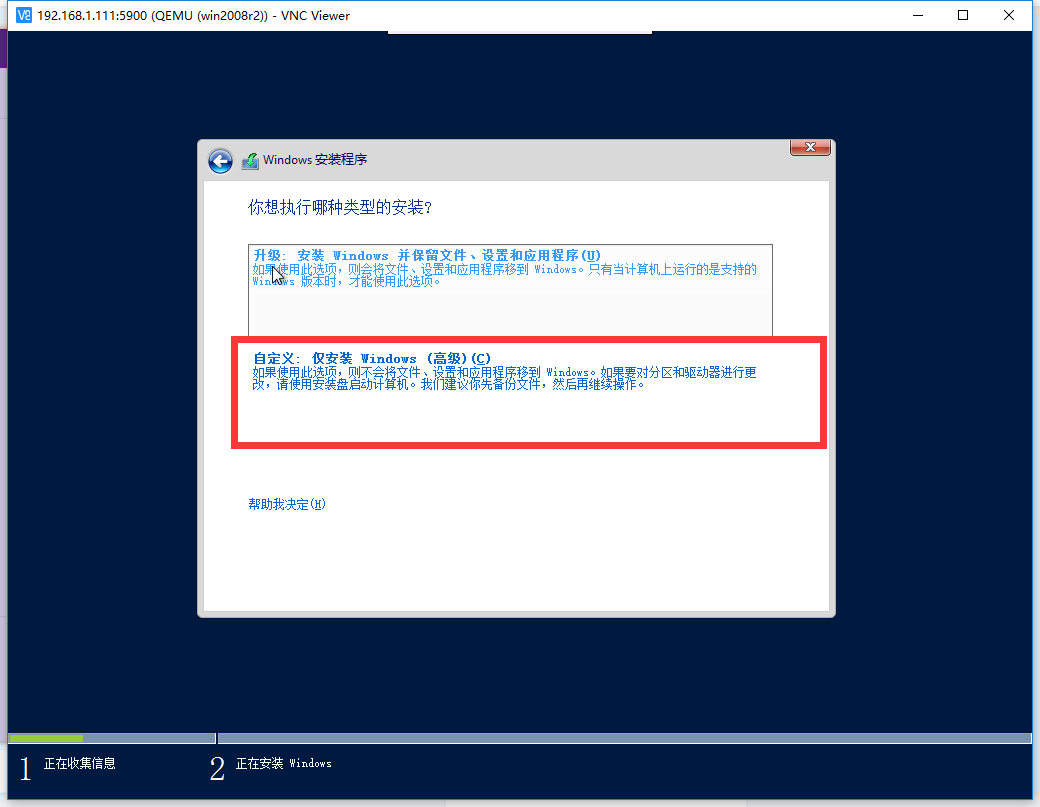 192.168.1.111:5900 (QEMU (win2008r2)) - VNC Viewer
Windows 安装程序
你想执行哪种类型的安装?
升级: 安装 Windows 并保留文件、设置和应用程序(U)
如果使用此选项，则会将文件、设置和应用程序移到 Windows。只有当计算机上运行的是支持的
Windows 版本时，才能使用此选项。
自定义: 仅安装 Windows (高级)(C)
如果使用此选项，则不会将文件、设置和应用程序移到 Windows。如果要对分区和驱动器进行更
改，请使用安装盘启动计算机。我们建议你先备份文件，然后再继续操作。
帮助我决定(H)
1 正在收集信息
2 正在安装 Windows